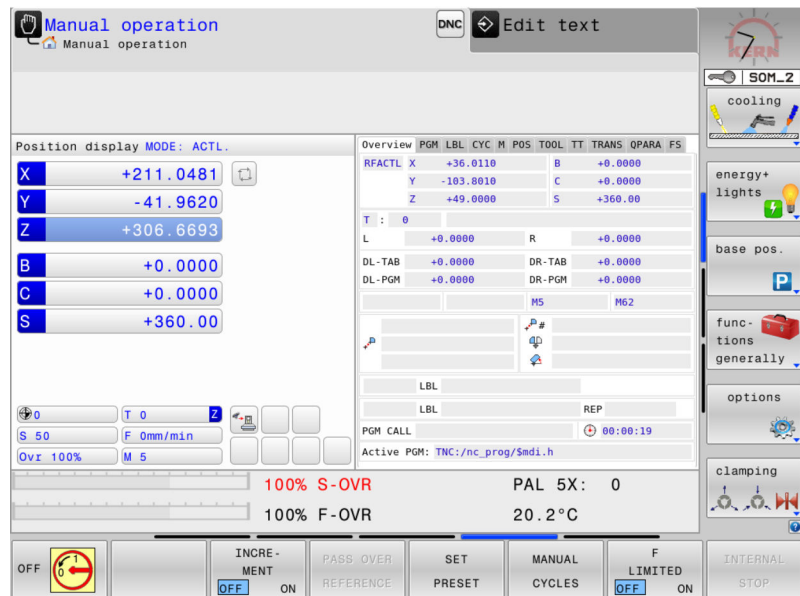 Manual operation
Manual operation
DNC
Edit text
KERN
SOM_2
cooling
energy+
lights
base pos.
P
func-
tions
generally
options
clamping
Position display MODE: ACTL.
X +211.0481
Y -41.9620
Z +306.6693
B +0.0000
C +0.0000
S +360.00
0 T 0 Z
S 50 F 0mm/min
Ovr 100% M 5
Overview PGM LBL CYC M POS TOOL TT TRANS QPARA FS
RFACTL X +36.0110 B +0.0000
Y -103.8010 C +0.0000
Z +49.0000 S +360.00
T : 0
L +0.0000 R +0.0000
DL-TAB +0.0000 DR-TAB +0.0000
DL-PGM +0.0000 DR-PGM +0.0000
M5 M62
#
LBL
LBL REP
PGM CALL 00:00:19
Active PGM: TNC:/nc_prog/$mdi.h
100% S-OVR PAL 5X: 0
100% F-OVR 20.2°C
OFF 0 1
INCRE-
MENT
OFF ON
PASS OVER
REFERENCE
SET
PRESET
MANUAL
CYCLES
F
LIMITED
OFF ON
INTERNAL
STOP
?